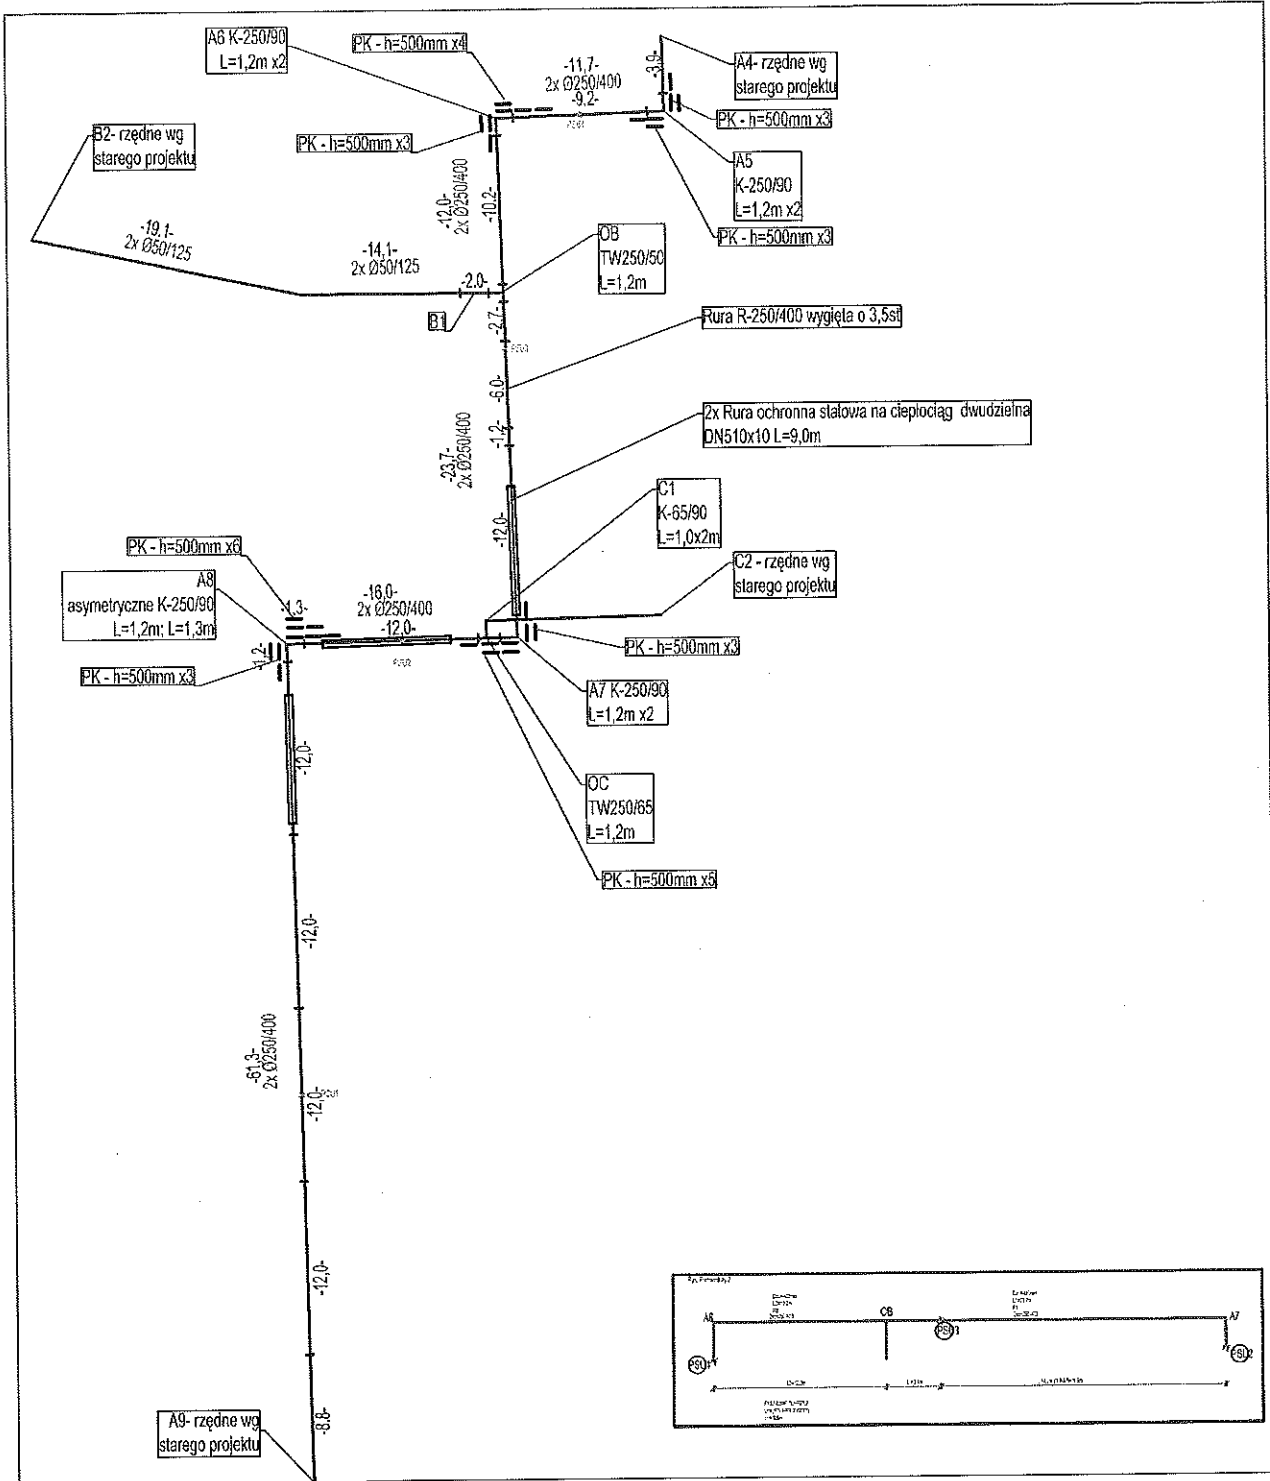 A6 K-250/90
L=1,2m x2
PK - h=500mm x4
-11,7-
2x Ø250/400
-9,2-
-3,9-
A4- rzędne wg
starego projektu
PK - h=500mm x3
B2- rzędne wg
starego projektu
PK - h=500mm x3
A5
K-250/90
L=1,2m x2
PK - h=500mm x3
-12,0-
2x Ø250/400
-10,2-
-19,1-
2x Ø50/125
-14,1-
2x Ø50/125
OB
TW250/50
L=1,2m
-2,0-
B1
-2,7-
Rura R-250/400 wygięta o 3,5st
-6,0-
2x Rura ochronna stalowa na ciepłociąg dwudzielna
DN510x10 L=9,0m
-1,2-
-23,7-
2x Ø250/400
C1
K-65/90
L=1,0x2m
-12,0-
PK - h=500mm x6
C2 - rzędne wg
starego projektu
A8
asymetryczne K-250/90
L=1,2m; L=1,3m
-1,3-
-16,0-
2x Ø250/400
-12,0-
PK - h=500mm x3
-1,2-
PK - h=500mm x3
A7 K-250/90
L=1,2m x2
-12,0-
OC
TW250/65
L=1,2m
PK - h=500mm x5
-12,0-
-61,3-
2x Ø250/400
-12,0-
-12,0-
-8,8-
A9- rzędne wg
starego projektu
A6
OB
A7